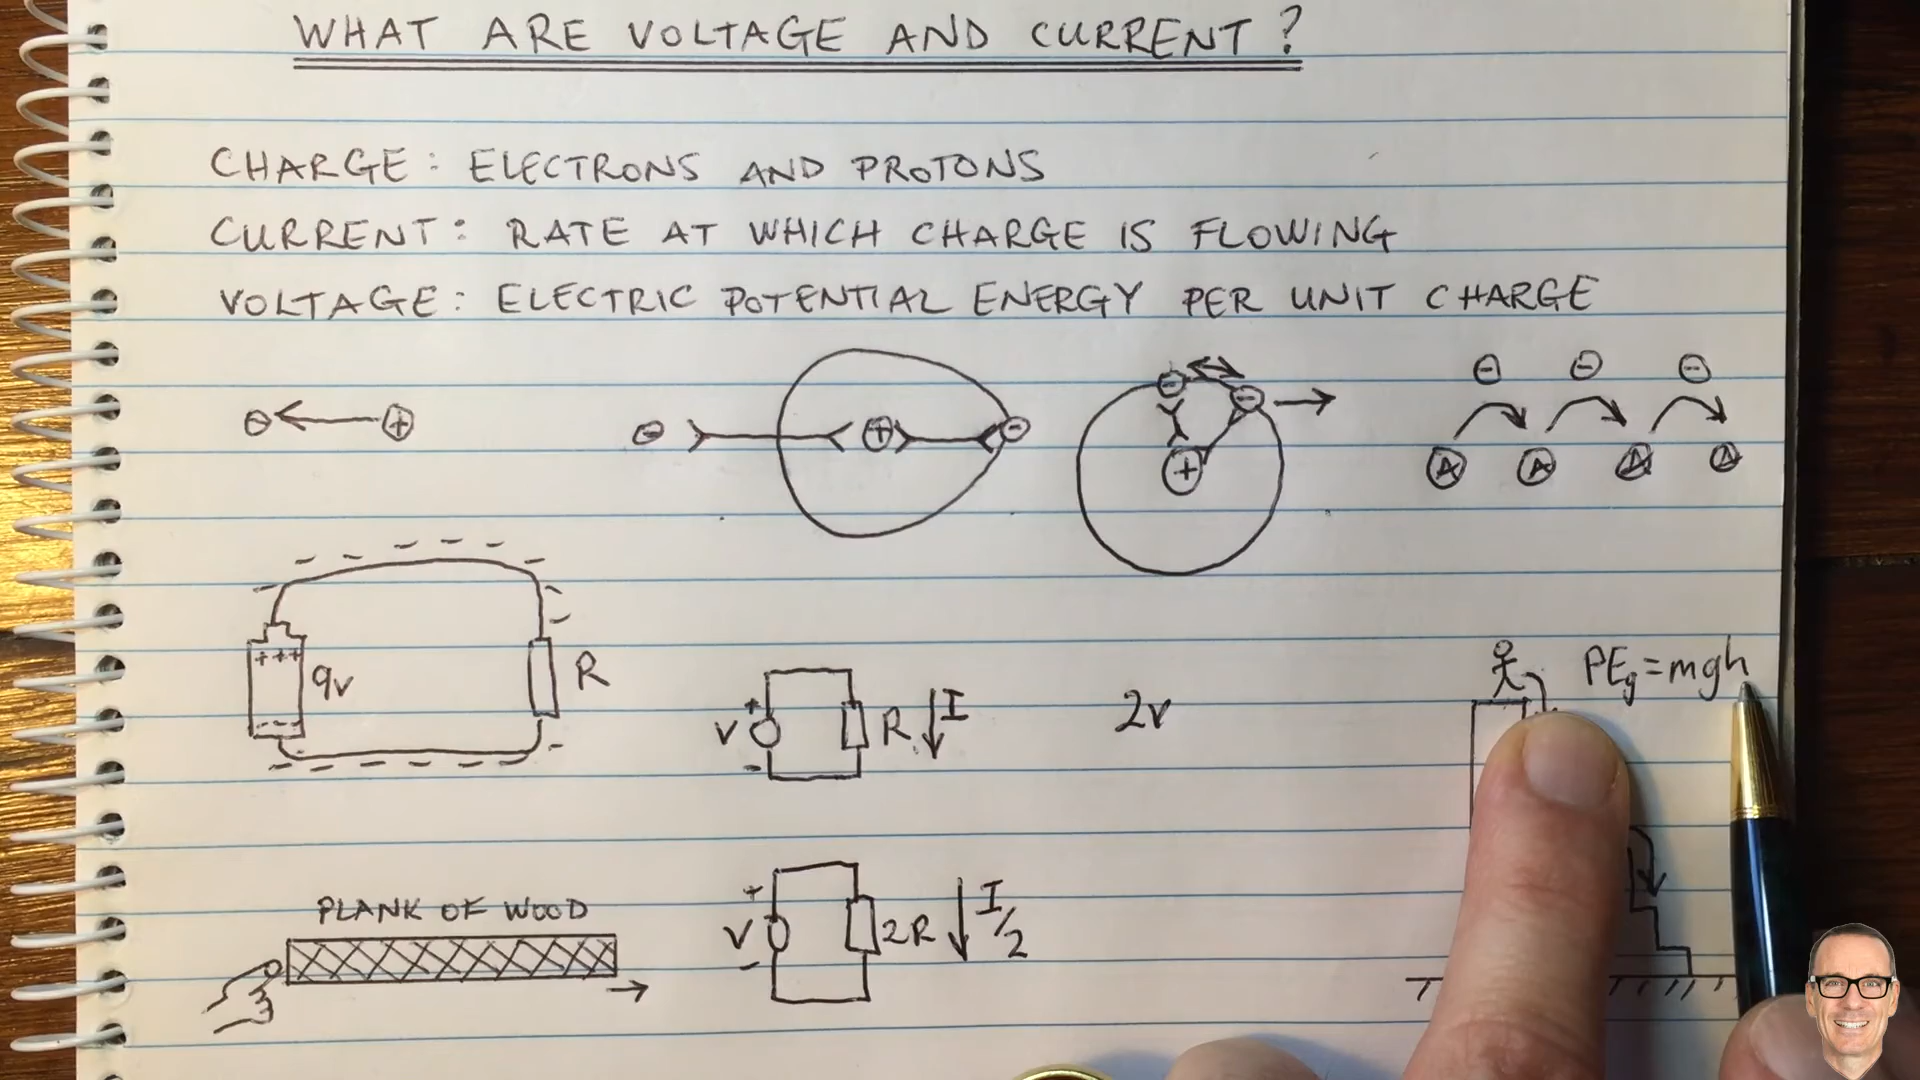 WHAT ARE VOLTAGE AND CURRENT?
CHARGE: ELECTRONS AND PROTONS
CURRENT: RATE AT WHICH CHARGE IS FLOWING
VOLTAGE: ELECTRIC POTENTIAL ENERGY PER UNIT CHARGE
⊖ ⊕
⊖ ⊕ ⊖
⊖ ⊖
⊕
⊖ ⊖ ⊖
A A A A
+++
9v
R
+
V
-
R
I
2v
PEg=mgh
PLANK OF WOOD
+
V
-
2R
I/2